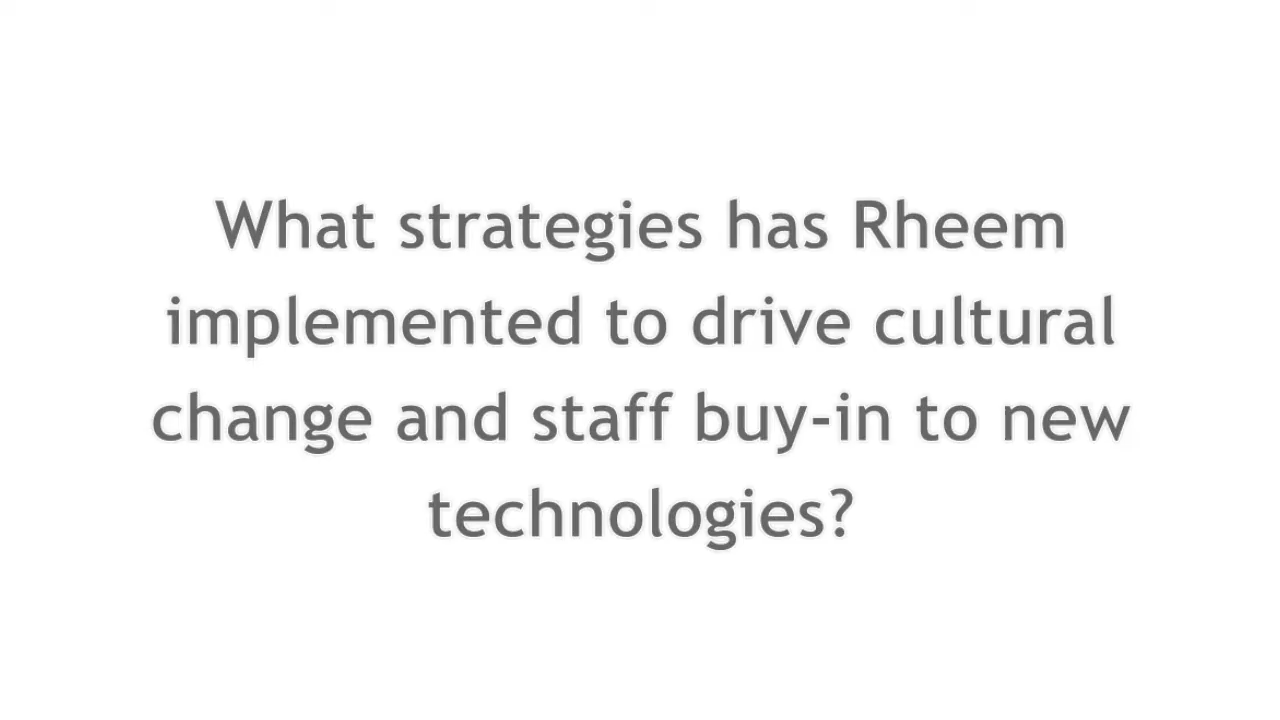 What strategies has Rheem
implemented to drive cultural
change and staff buy-in to new
technologies?